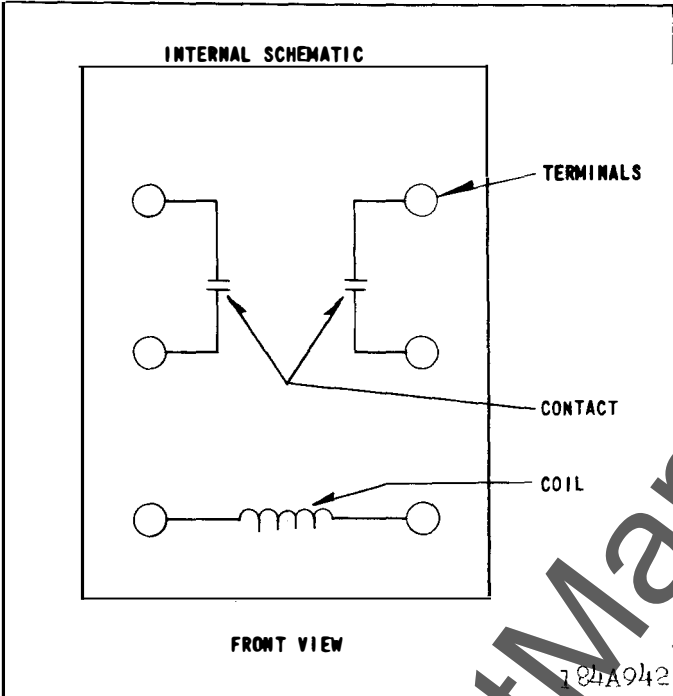 INTERNAL SCHEMATIC
TERMINALS
CONTACT
COIL
FRONT VIEW
184A942